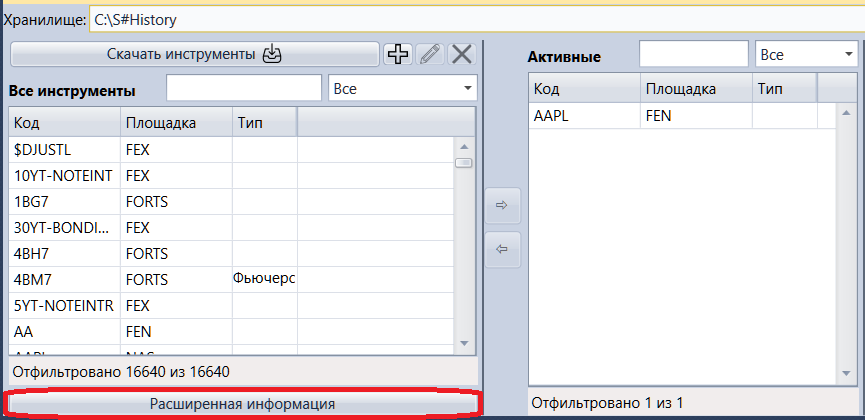 Хранилище: C:\S#History
Скачать инструменты
Все инструменты Все
Код Площадка Тип
$DJUSTL FEX
10YT-NOTEINT FEX
1BG7 FORTS
30YT-BONDI... FEX
4BH7 FORTS
4BM7 FORTS Фьючерс
5YT-NOTEINTR FEX
AA FEN
AAPL NAS
Отфильтровано 16640 из 16640
Расширенная информация
Активные Все
Код Площадка Тип
AAPL FEN
Отфильтровано 1 из 1